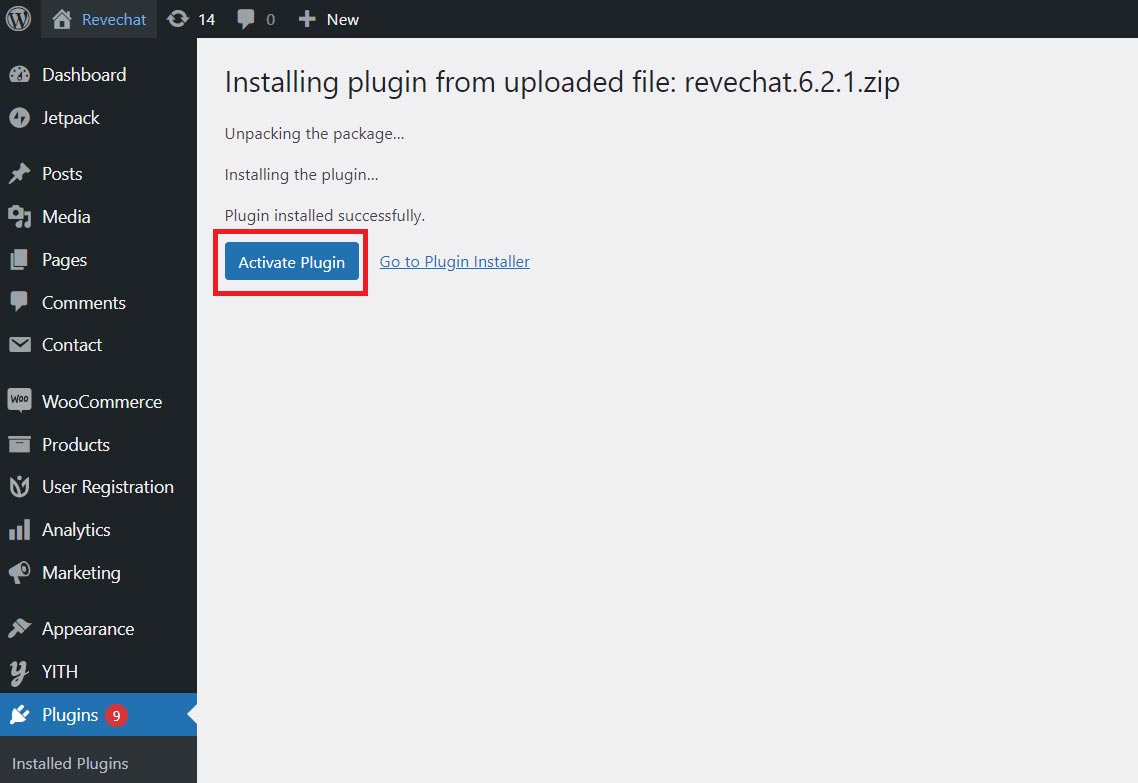 Revechat 14 0 New
Dashboard
Jetpack
Posts
Media
Pages
Comments
Contact
Woo WooCommerce
Products
User Registration
Analytics
Marketing
Appearance
y YITH
Plugins 9
Installed Plugins
Installing plugin from uploaded file: revechat.6.2.1.zip
Unpacking the package...
Installing the plugin...
Plugin installed successfully.
Activate Plugin Go to Plugin Installer